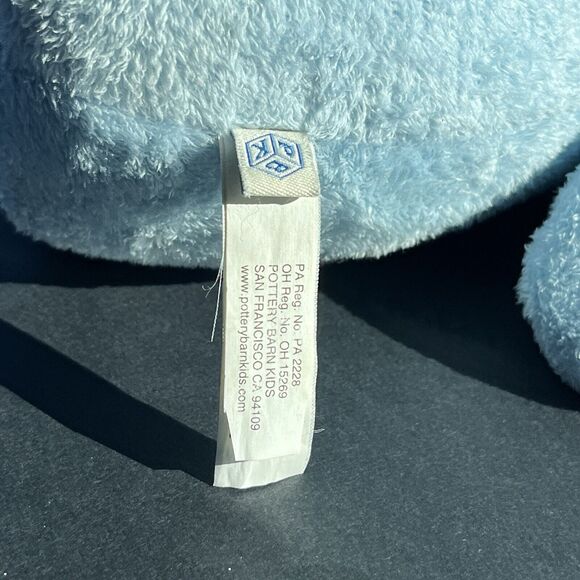 PBK
PA Reg. No. PA 2228
OH Reg. No. OH 15269
POTTERY BARN KIDS
SAN FRANCISCO CA 94109
www.potterybarnkids.com